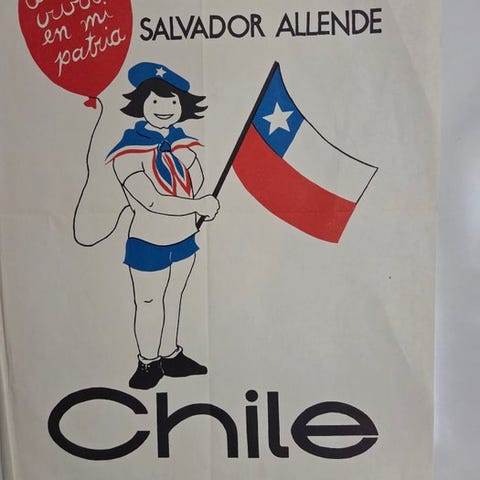 en mi
patria
SALVADOR ALLENDE
Chile